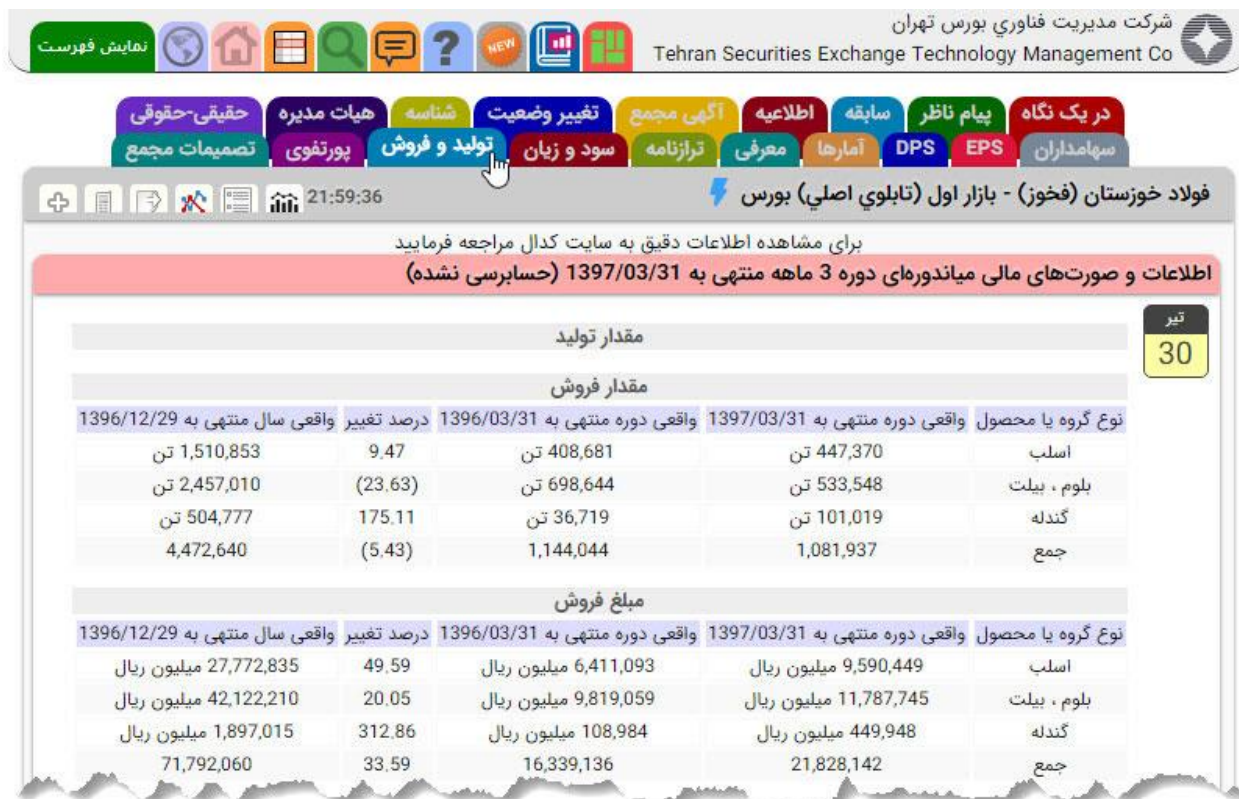 شرکت مدیریت فناوري بورس تهران
Tehran Securities Exchange Technology Management Co
NEW
?
نمایش فهرست
در یک نگاه پیام ناظر سابقه اطلاعیه آگهی مجمع تغییر وضعیت شناسه هیات مدیره حقیقی-حقوقی
سهامداران EPS DPS آمارها معرفی ترازنامه سود و زیان تولید و فروش پورتفوی تصمیمات مجمع
فولاد خوزستان (فخوز) - بازار اول (تابلوي اصلي) بورس
21:59:36
برای مشاهده اطلاعات دقیق به سایت کدال مراجعه فرمایید
اطلاعات و صورت‌های مالی میاندوره‌ای دوره 3 ماهه منتهی به 1397/03/31 (حسابرسی نشده)
تیر
30
مقدار تولید
مقدار فروش
نوع گروه یا محصول واقعی دوره منتهی به 1397/03/31 واقعی دوره منتهی به 1396/03/31 درصد تغییر واقعی سال منتهی به 1396/12/29
اسلب 447,370 تن 408,681 تن 9.47 1,510,853 تن
بلوم ، بیلت 533,548 تن 698,644 تن (23.63) 2,457,010 تن
گندله 101,019 تن 36,719 تن 175.11 504,777 تن
جمع 1,081,937 1,144,044 (5.43) 4,472,640
مبلغ فروش
نوع گروه یا محصول واقعی دوره منتهی به 1397/03/31 واقعی دوره منتهی به 1396/03/31 درصد تغییر واقعی سال منتهی به 1396/12/29
اسلب 9,590,449 میلیون ریال 6,411,093 میلیون ریال 49.59 27,772,835 میلیون ریال
بلوم ، بیلت 11,787,745 میلیون ریال 9,819,059 میلیون ریال 20.05 42,122,210 میلیون ریال
گندله 449,948 میلیون ریال 108,984 میلیون ریال 312.86 1,897,015 میلیون ریال
جمع 21,828,142 16,339,136 33.59 71,792,060